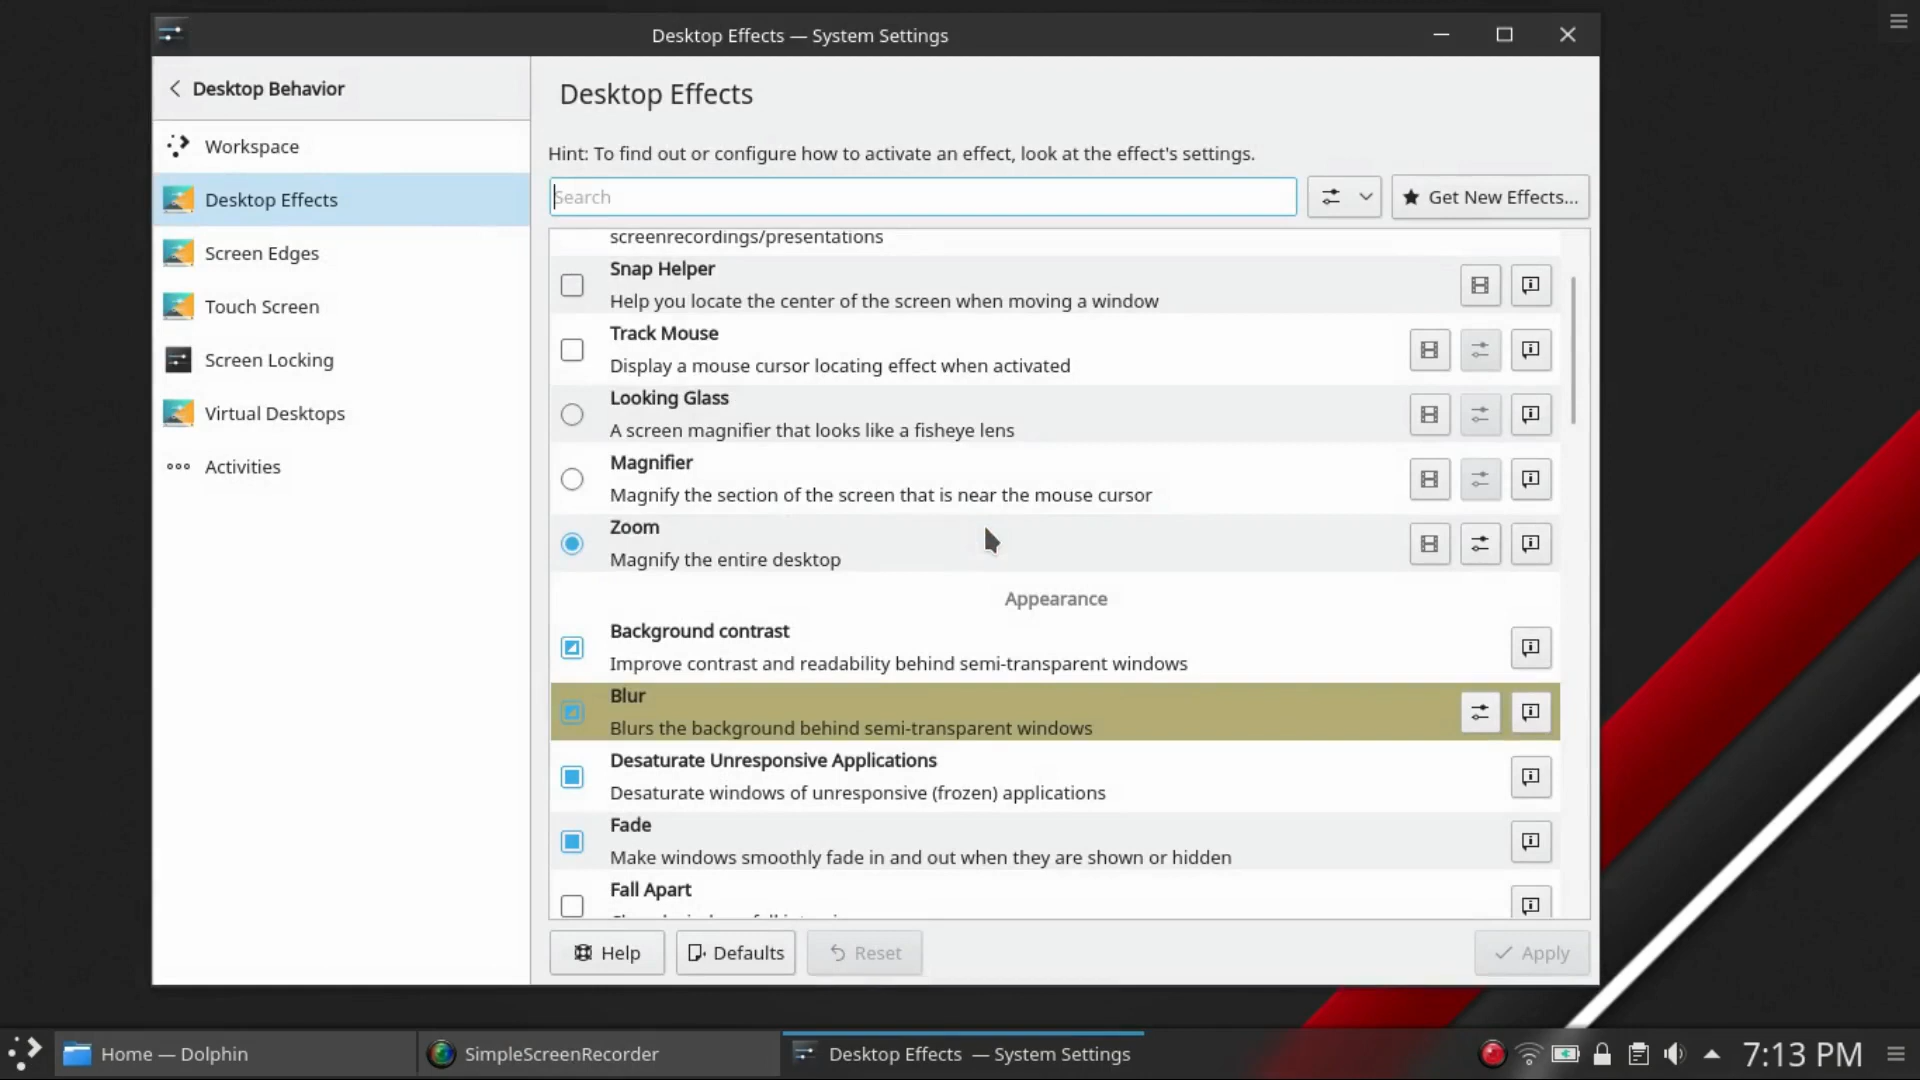 Desktop Effects — System Settings
Desktop Behavior
Workspace
Desktop Effects
Screen Edges
Touch Screen
Screen Locking
Virtual Desktops
Activities
Desktop Effects
Hint: To find out or configure how to activate an effect, look at the effect's settings.
Search
Get New Effects...
screenrecordings/presentations
Snap Helper
Help you locate the center of the screen when moving a window
Track Mouse
Display a mouse cursor locating effect when activated
Looking Glass
A screen magnifier that looks like a fisheye lens
Magnifier
Magnify the section of the screen that is near the mouse cursor
Zoom
Magnify the entire desktop
Appearance
Background contrast
Improve contrast and readability behind semi-transparent windows
Blur
Blurs the background behind semi-transparent windows
Desaturate Unresponsive Applications
Desaturate windows of unresponsive (frozen) applications
Fade
Make windows smoothly fade in and out when they are shown or hidden
Fall Apart
Help
Defaults
Reset
Apply
Home — Dolphin
SimpleScreenRecorder
Desktop Effects — System Settings
7:13 PM